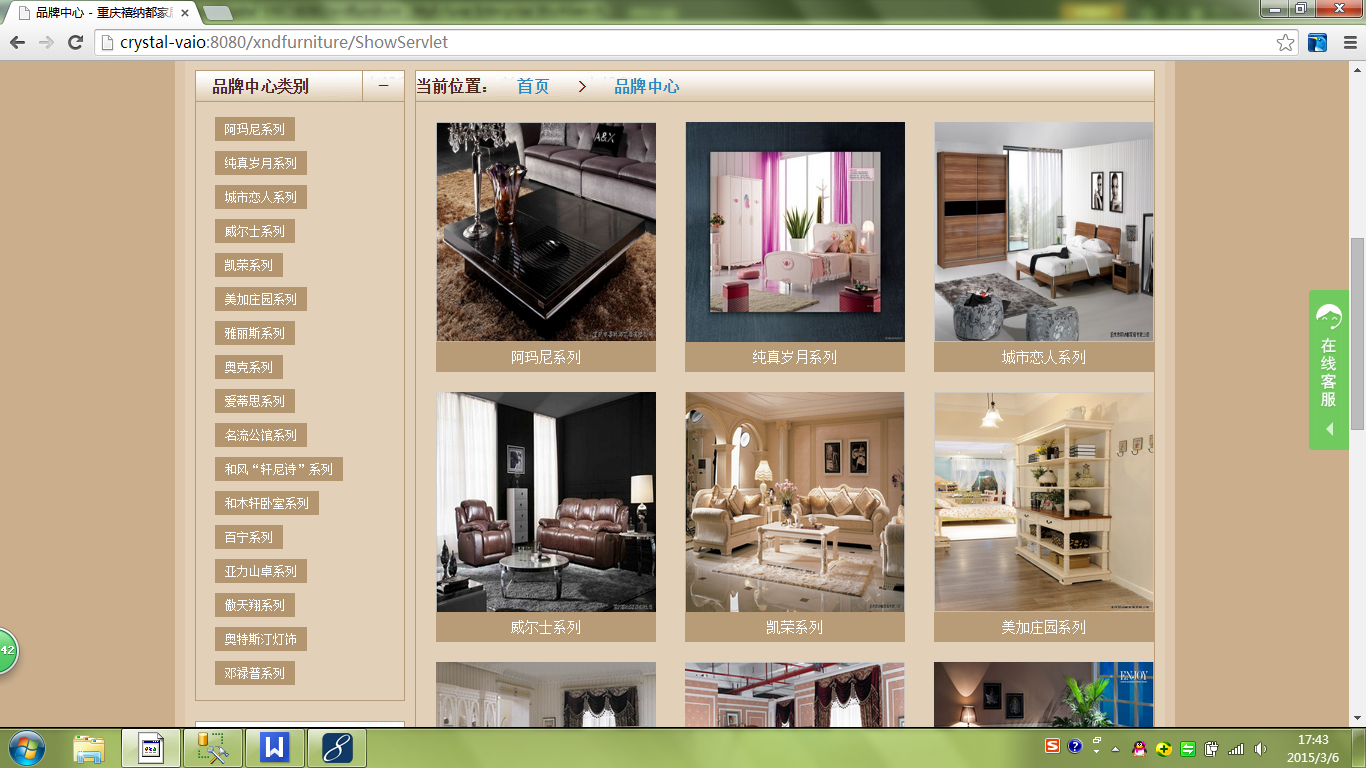 品牌中心 - 重庆禧纳都家
crystal-vaio:8080/xndfurniture/ShowServlet
品牌中心类别
当前位置： 首页 > 品牌中心
阿玛尼系列
纯真岁月系列
城市恋人系列
威尔士系列
凯荣系列
美加庄园系列
雅丽斯系列
奥克系列
爱蒂思系列
名流公馆系列
和风“轩尼诗”系列
和木轩卧室系列
百宁系列
亚力山卓系列
傲天翔系列
奥特斯汀灯饰
邓禄普系列
A&X
阿玛尼系列
纯真岁月系列
城市恋人系列
威尔士系列
凯荣系列
美加庄园系列
ENJOY
在线客服
42
17:43
2015/3/6